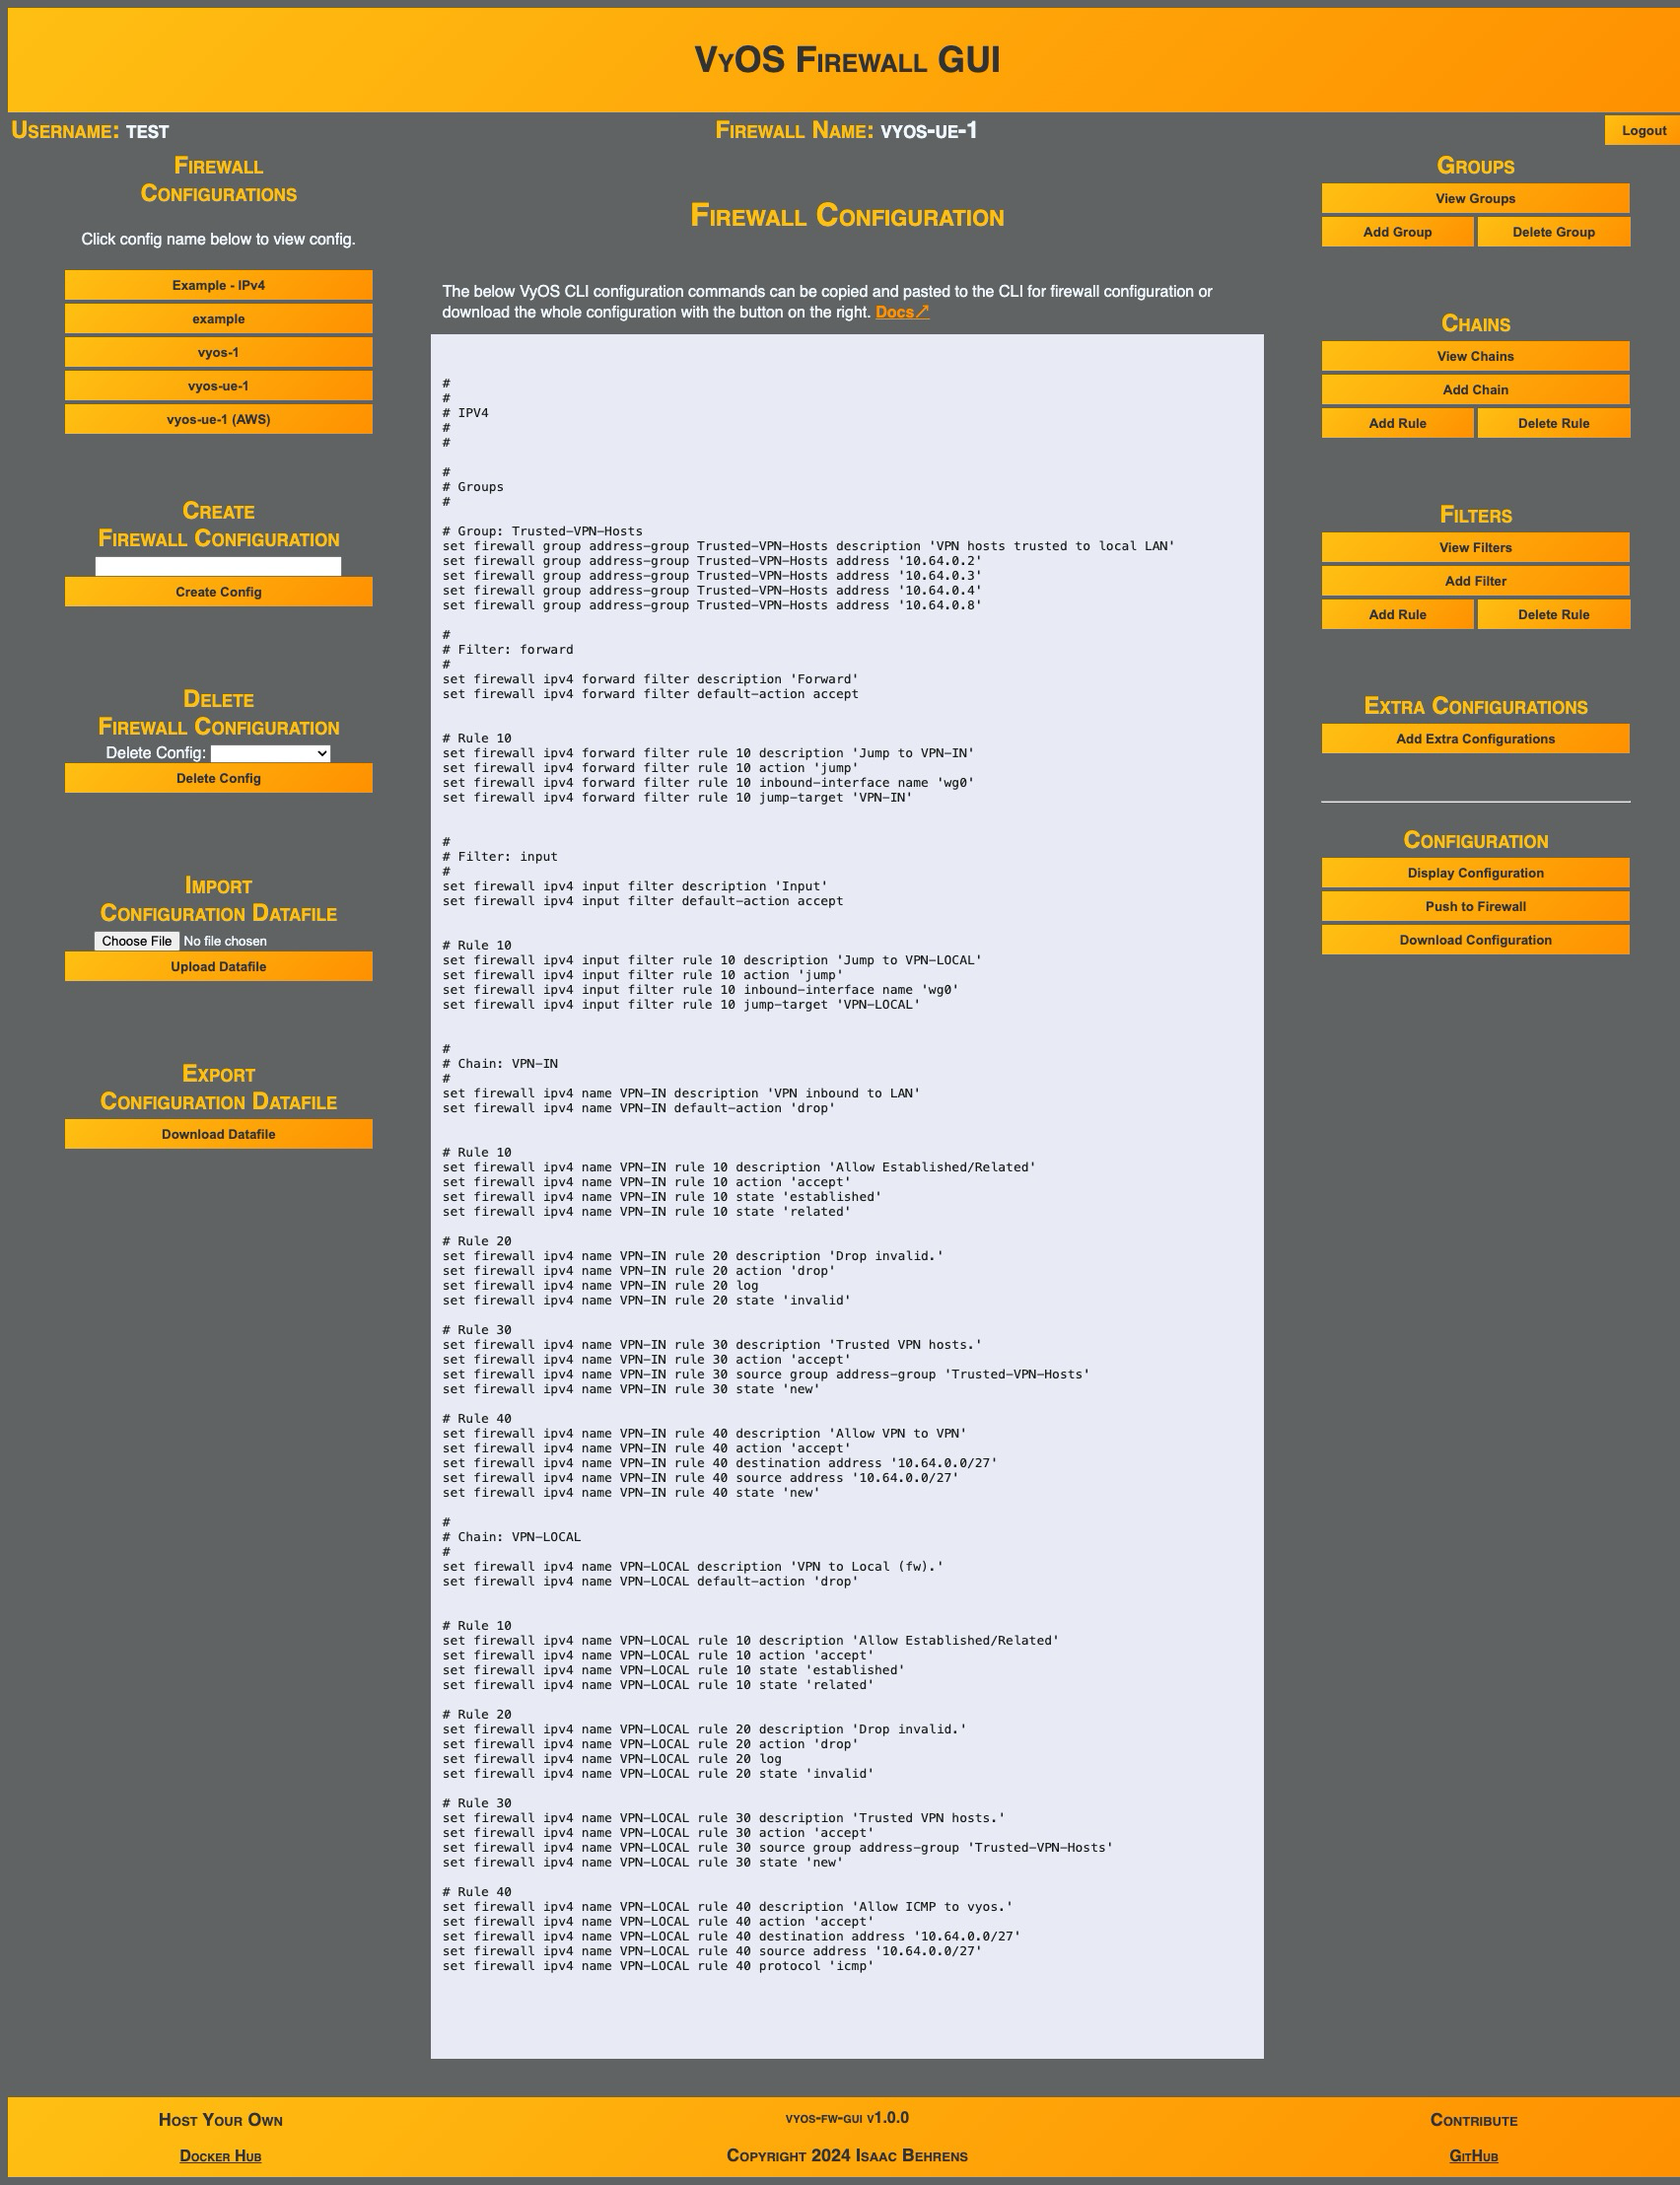 VyOS Firewall GUI
Username: test
Firewall Name: vyos-ue-1
Logout
Firewall
Configurations
Click config name below to view config.
Example - IPv4
example
vyos-1
vyos-ue-1
vyos-ue-1 (AWS)
Create
Firewall Configuration
Create Config
Delete
Firewall Configuration
Delete Config:
Delete Config
Import
Configuration Datafile
Choose File No file chosen
Upload Datafile
Export
Configuration Datafile
Download Datafile
Firewall Configuration
The below VyOS CLI configuration commands can be copied and pasted to the CLI for firewall configuration or
download the whole configuration with the button on the right. Docs↗
#
#
# IPV4
#
#
#
# Groups
#
# Group: Trusted-VPN-Hosts
set firewall group address-group Trusted-VPN-Hosts description 'VPN hosts trusted to local LAN'
set firewall group address-group Trusted-VPN-Hosts address '10.64.0.2'
set firewall group address-group Trusted-VPN-Hosts address '10.64.0.3'
set firewall group address-group Trusted-VPN-Hosts address '10.64.0.4'
set firewall group address-group Trusted-VPN-Hosts address '10.64.0.8'
#
# Filter: forward
#
set firewall ipv4 forward filter description 'Forward'
set firewall ipv4 forward filter default-action accept
# Rule 10
set firewall ipv4 forward filter rule 10 description 'Jump to VPN-IN'
set firewall ipv4 forward filter rule 10 action 'jump'
set firewall ipv4 forward filter rule 10 inbound-interface name 'wg0'
set firewall ipv4 forward filter rule 10 jump-target 'VPN-IN'
#
# Filter: input
#
set firewall ipv4 input filter description 'Input'
set firewall ipv4 input filter default-action accept
# Rule 10
set firewall ipv4 input filter rule 10 description 'Jump to VPN-LOCAL'
set firewall ipv4 input filter rule 10 action 'jump'
set firewall ipv4 input filter rule 10 inbound-interface name 'wg0'
set firewall ipv4 input filter rule 10 jump-target 'VPN-LOCAL'
#
# Chain: VPN-IN
#
set firewall ipv4 name VPN-IN description 'VPN inbound to LAN'
set firewall ipv4 name VPN-IN default-action 'drop'
# Rule 10
set firewall ipv4 name VPN-IN rule 10 description 'Allow Established/Related'
set firewall ipv4 name VPN-IN rule 10 action 'accept'
set firewall ipv4 name VPN-IN rule 10 state 'established'
set firewall ipv4 name VPN-IN rule 10 state 'related'
# Rule 20
set firewall ipv4 name VPN-IN rule 20 description 'Drop invalid.'
set firewall ipv4 name VPN-IN rule 20 action 'drop'
set firewall ipv4 name VPN-IN rule 20 log
set firewall ipv4 name VPN-IN rule 20 state 'invalid'
# Rule 30
set firewall ipv4 name VPN-IN rule 30 description 'Trusted VPN hosts.'
set firewall ipv4 name VPN-IN rule 30 action 'accept'
set firewall ipv4 name VPN-IN rule 30 source group address-group 'Trusted-VPN-Hosts'
set firewall ipv4 name VPN-IN rule 30 state 'new'
# Rule 40
set firewall ipv4 name VPN-IN rule 40 description 'Allow VPN to VPN'
set firewall ipv4 name VPN-IN rule 40 action 'accept'
set firewall ipv4 name VPN-IN rule 40 destination address '10.64.0.0/27'
set firewall ipv4 name VPN-IN rule 40 source address '10.64.0.0/27'
set firewall ipv4 name VPN-IN rule 40 state 'new'
#
# Chain: VPN-LOCAL
#
set firewall ipv4 name VPN-LOCAL description 'VPN to Local (fw).'
set firewall ipv4 name VPN-LOCAL default-action 'drop'
# Rule 10
set firewall ipv4 name VPN-LOCAL rule 10 description 'Allow Established/Related'
set firewall ipv4 name VPN-LOCAL rule 10 action 'accept'
set firewall ipv4 name VPN-LOCAL rule 10 state 'established'
set firewall ipv4 name VPN-LOCAL rule 10 state 'related'
# Rule 20
set firewall ipv4 name VPN-LOCAL rule 20 description 'Drop invalid.'
set firewall ipv4 name VPN-LOCAL rule 20 action 'drop'
set firewall ipv4 name VPN-LOCAL rule 20 log
set firewall ipv4 name VPN-LOCAL rule 20 state 'invalid'
# Rule 30
set firewall ipv4 name VPN-LOCAL rule 30 description 'Trusted VPN hosts.'
set firewall ipv4 name VPN-LOCAL rule 30 action 'accept'
set firewall ipv4 name VPN-LOCAL rule 30 source group address-group 'Trusted-VPN-Hosts'
set firewall ipv4 name VPN-LOCAL rule 30 state 'new'
# Rule 40
set firewall ipv4 name VPN-LOCAL rule 40 description 'Allow ICMP to vyos.'
set firewall ipv4 name VPN-LOCAL rule 40 action 'accept'
set firewall ipv4 name VPN-LOCAL rule 40 destination address '10.64.0.0/27'
set firewall ipv4 name VPN-LOCAL rule 40 source address '10.64.0.0/27'
set firewall ipv4 name VPN-LOCAL rule 40 protocol 'icmp'
Groups
View Groups
Add Group Delete Group
Chains
View Chains
Add Chain
Add Rule Delete Rule
Filters
View Filters
Add Filter
Add Rule Delete Rule
Extra Configurations
Add Extra Configurations
Configuration
Display Configuration
Push to Firewall
Download Configuration
Host Your Own
Docker Hub
vyos-fw-gui v1.0.0
Copyright 2024 Isaac Behrens
Contribute
GitHub